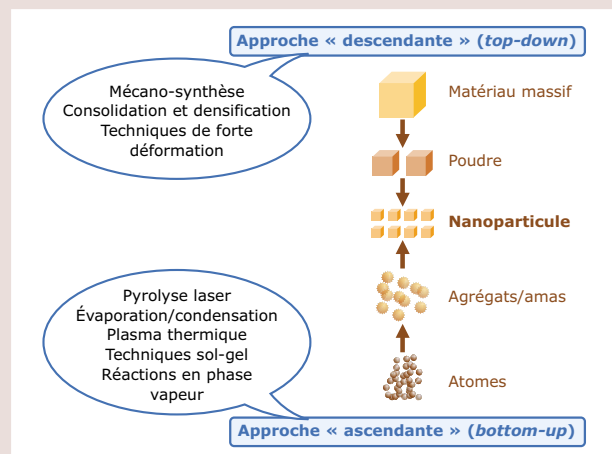 Approche « descendante » (top-down)
Mécano-synthèse
Consolidation et densification
Techniques de forte
déformation
Matériau massif
Poudre
Nanoparticule
Agrégats/amas
Atomes
Pyrolyse laser
Évaporation/condensation
Plasma thermique
Techniques sol-gel
Réactions en phase
vapeur
Approche « ascendante » (bottom-up)